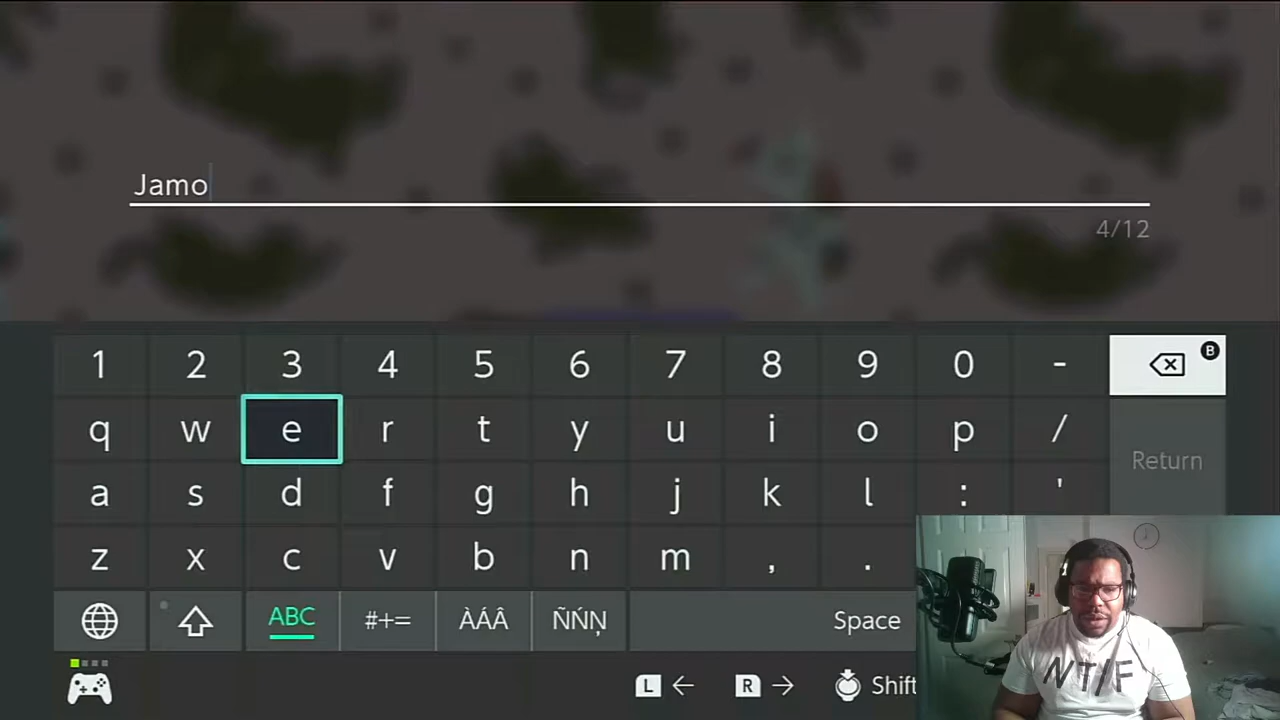 Jamo
4/12
1 2 3 4 5 6 7 8 9 0 - B
q w e r t y u i o p /
Return
a s d f g h j k l : '
z x c v b n m , .
ABC #+= ÀÁÂ ÑŃŅ Space
L ← R → Shift
NT/F